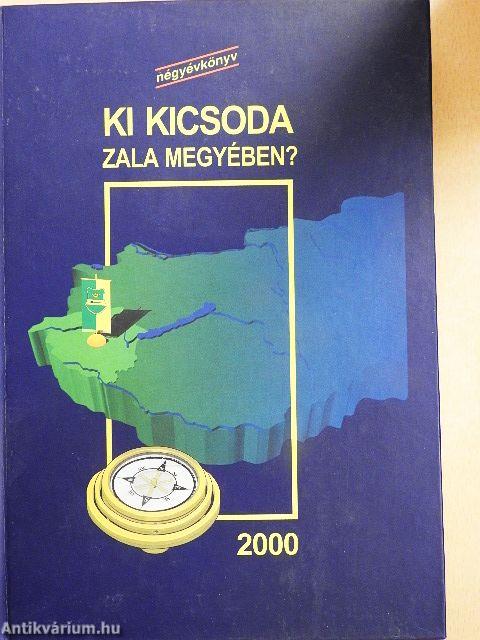 négyévkönyv
KI KICSODA
ZALA MEGYÉBEN?
2000
Antikvárium.hu